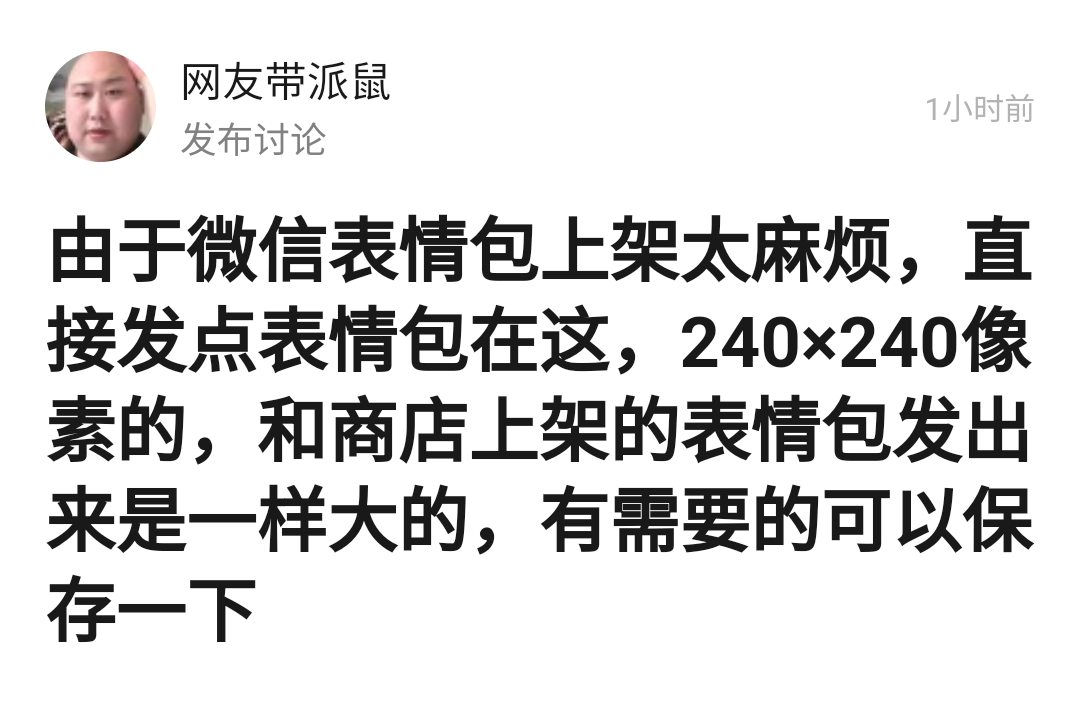 网友带派鼠
发布讨论
1小时前
由于微信表情包上架太麻烦，直
接发点表情包在这，240×240像
素的，和商店上架的表情包发出
来是一样大的，有需要的可以保
存一下